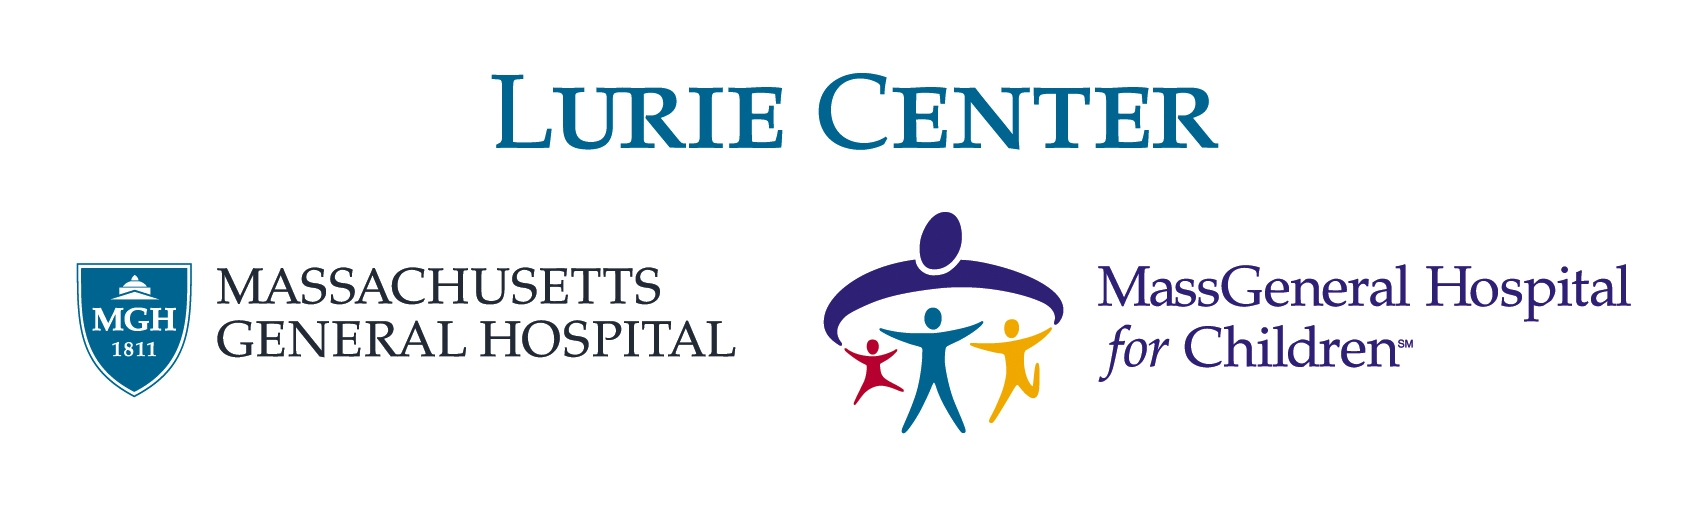 LURIE CENTER
MGH
1811
MASSACHUSETTS
GENERAL HOSPITAL
MassGeneral Hospital
for Children℠